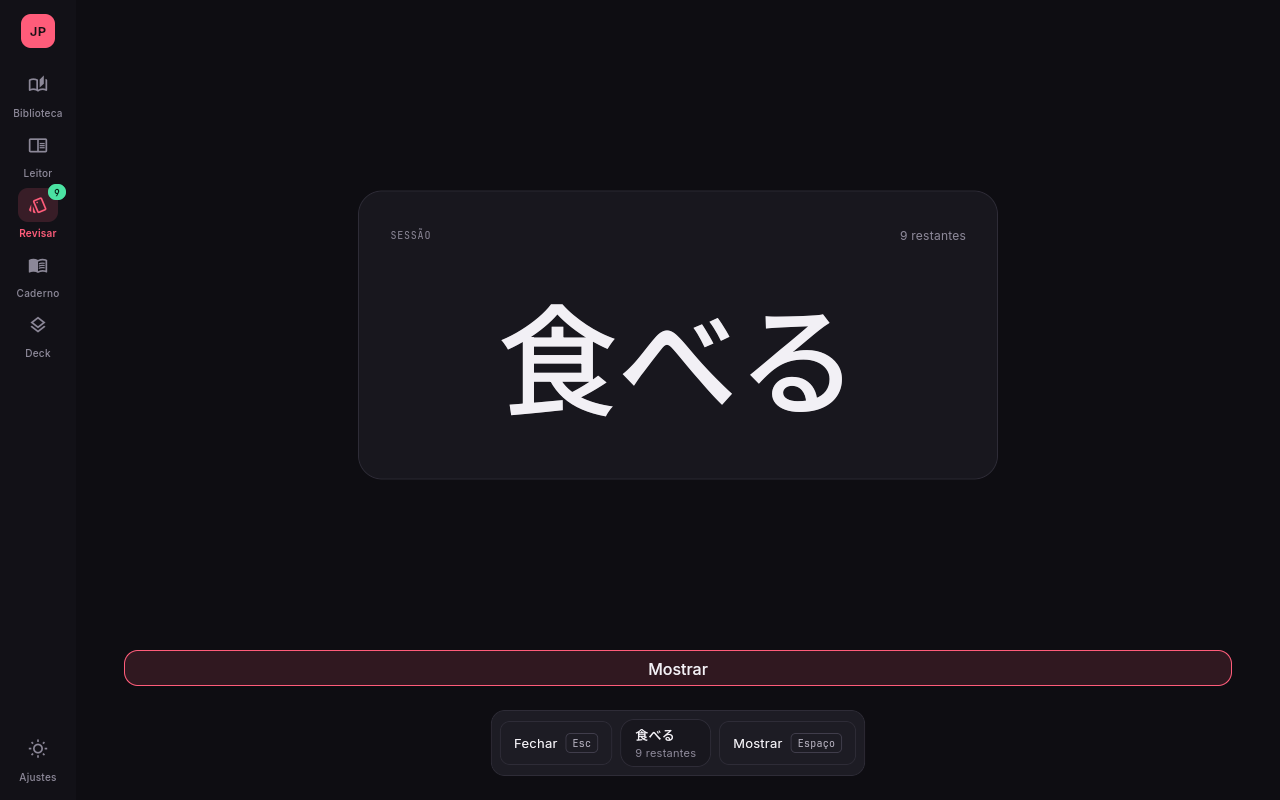 JP
Biblioteca
Leitor
9
Revisar
Caderno
Deck
Ajustes
SESSÃO
9 restantes
食べる
Mostrar
Fechar Esc
食べる
9 restantes
Mostrar Espaço